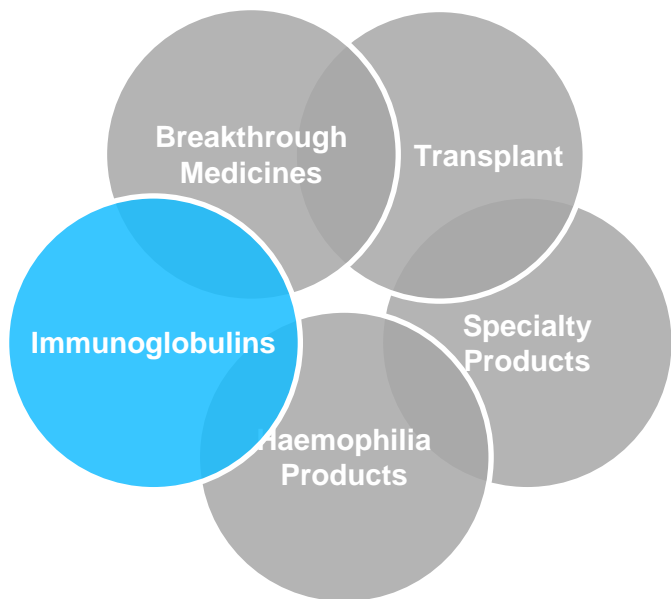 Breakthrough
Medicines
Transplant
Immunoglobulins
Specialty
Products
Haemophilia
Products